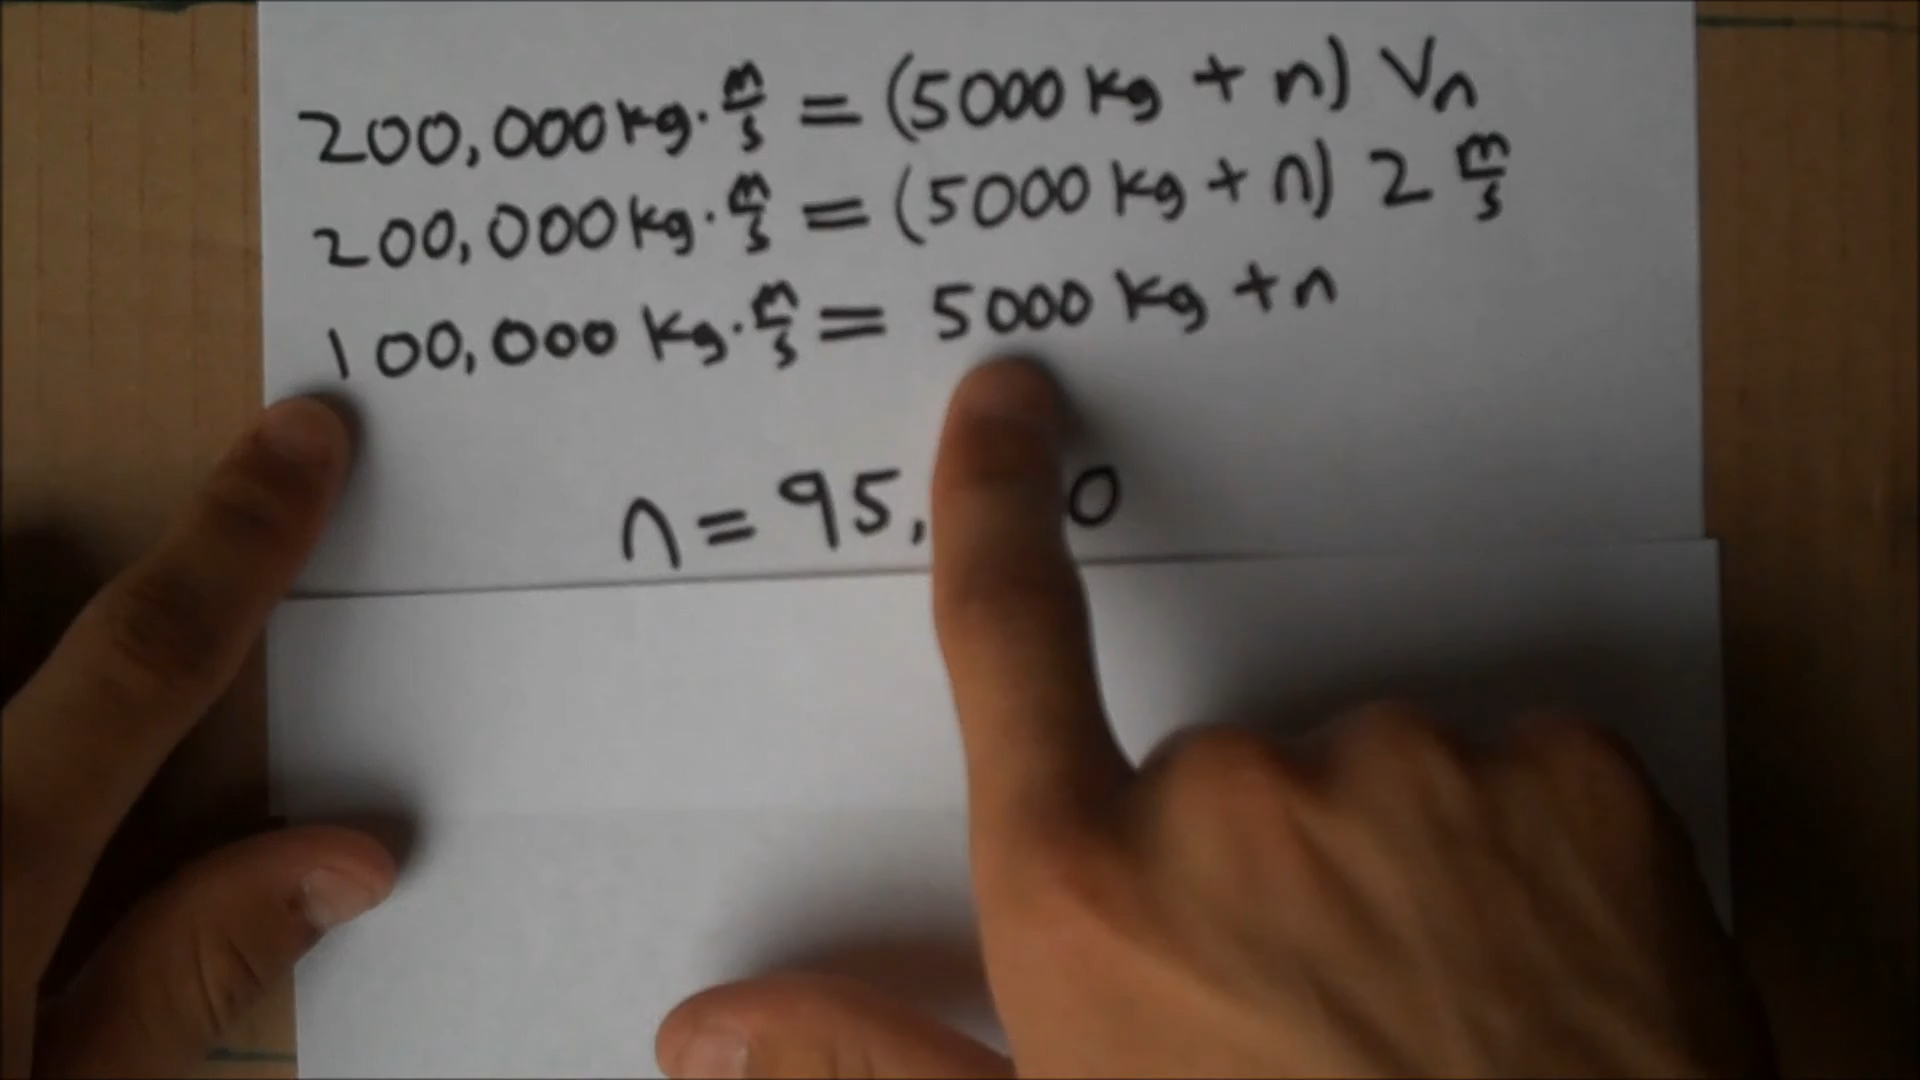 200,000 kg·m/s = (5000 kg + n) Vn
200,000 kg·m/s = (5000 kg + n) 2 m/s
100,000 kg·m/s = 5000 kg + n
n = 95,